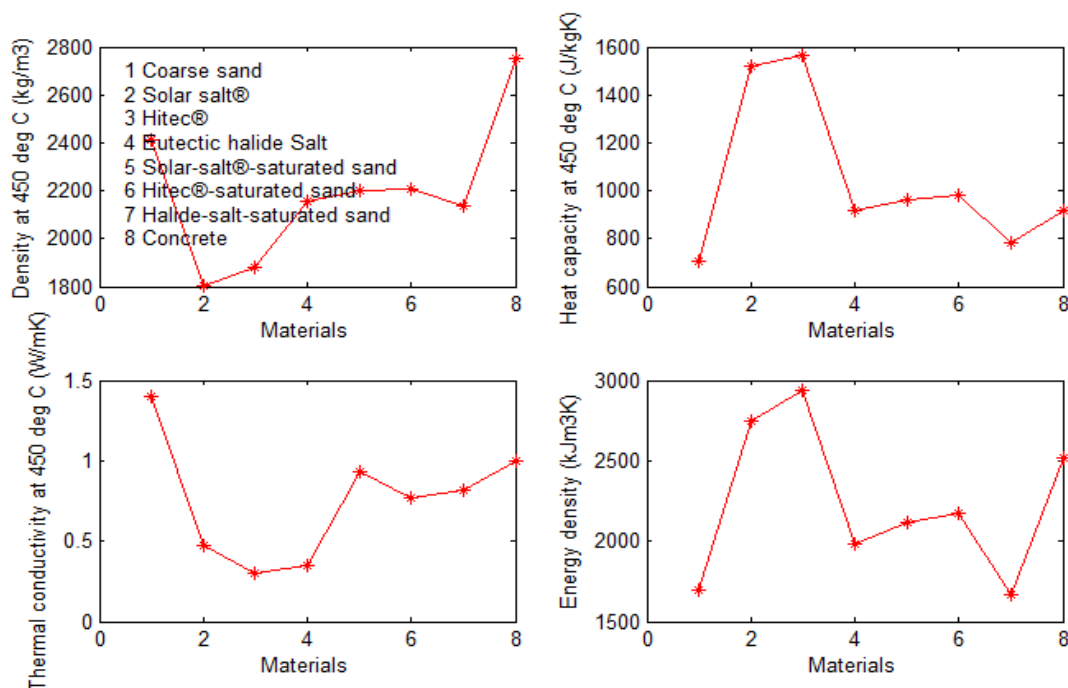 Density at 450 deg C (kg/m3)
2800
2600
2400
2200
2000
1800
1 Coarse sand
2 Solar salt®
3 Hitec®
4 Eutectic halide Salt
5 Solar-salt®-saturated sand
6 Hitec®-saturated sand
7 Halide-salt-saturated sand
8 Concrete
0 2 4 6 8
Materials
Heat capacity at 450 deg C (J/kgK)
1600
1400
1200
1000
800
600
0 2 4 6 8
Materials
Thermal conductivity at 450 deg C (W/mK)
1.5
1
0.5
0
0 2 4 6 8
Materials
Energy density (kJm3K)
3000
2500
2000
1500
0 2 4 6 8
Materials